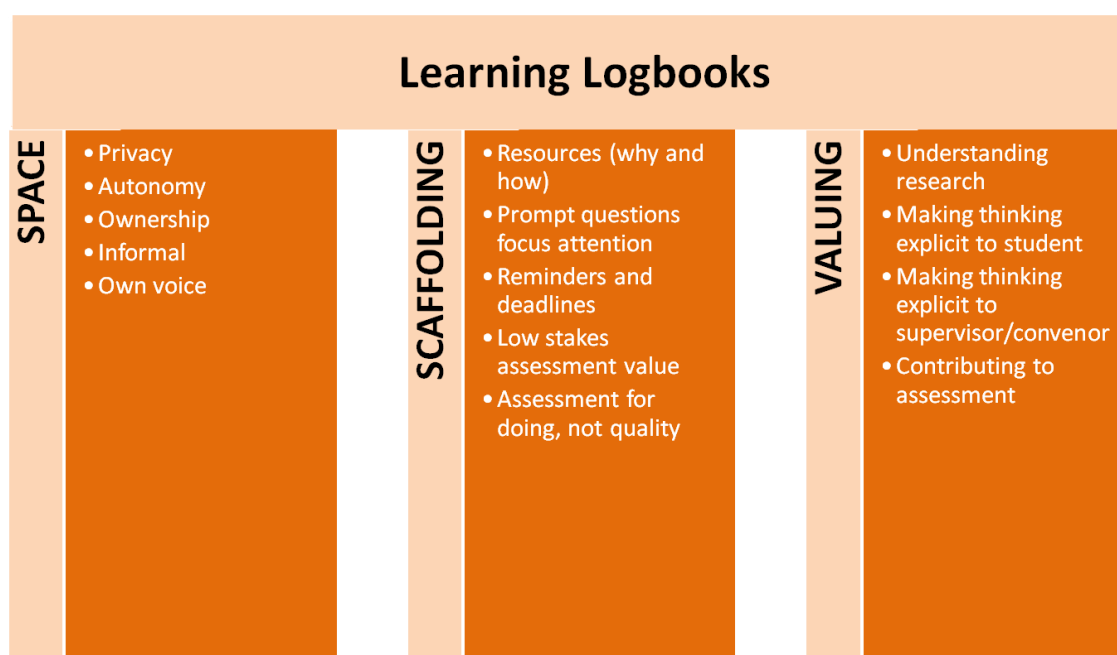 Learning Logbooks
SPACE
• Privacy
• Autonomy
• Ownership
• Informal
• Own voice
SCAFFOLDING
• Resources (why and
how)
• Prompt questions
focus attention
• Reminders and
deadlines
• Low stakes
assessment value
• Assessment for
doing, not quality
VALUING
• Understanding
research
• Making thinking
explicit to student
• Making thinking
explicit to
supervisor/convenor
• Contributing to
assessment